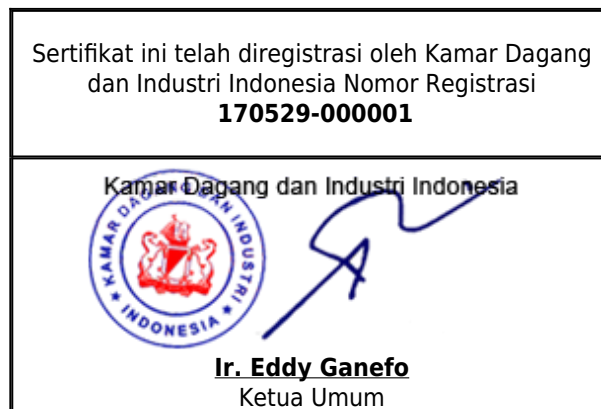 Sertifikat ini telah diregistrasi oleh Kamar Dagang
dan Industri Indonesia Nomor Registrasi
170529-000001
Kamar Dagang dan Industri Indonesia
KAMAR DAGANG DAN INDUSTRI
★ INDONESIA ★
Ir. Eddy Ganefo
Ketua Umum